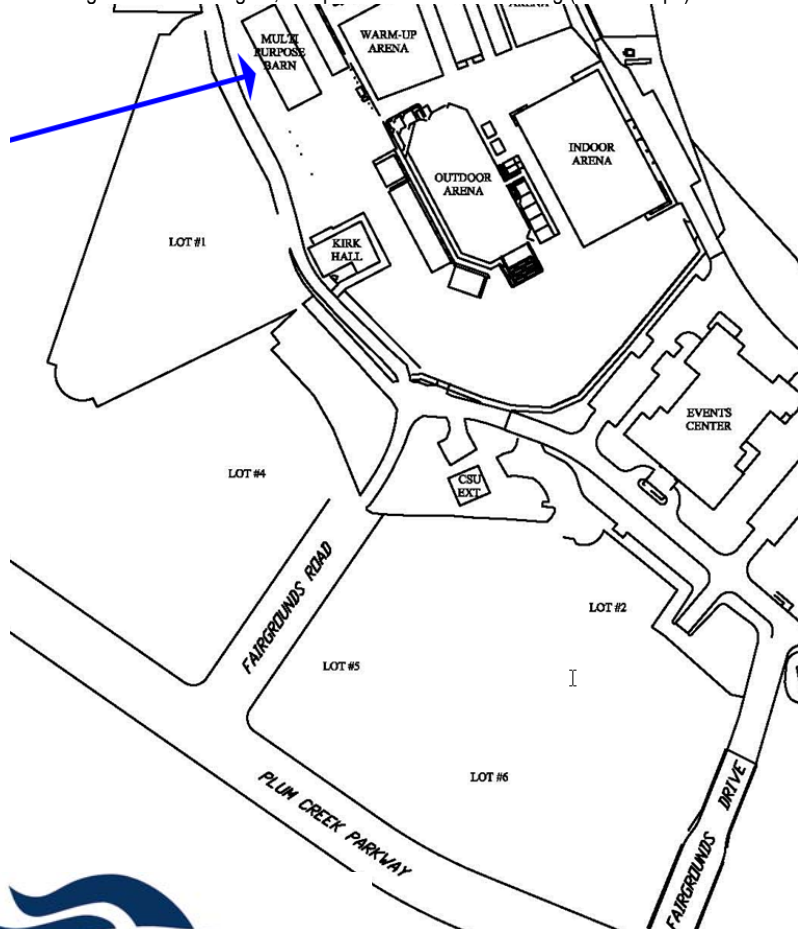 ARENA
MULTI
PURPOSE
BARN
WARM-UP
ARENA
INDOOR
ARENA
OUTDOOR
ARENA
LOT #1
KIRK
HALL
EVENTS
CENTER
LOT #4
CSU
EXT.
FAIRGROUNDS ROAD
LOT #2
LOT #5
LOT #6
PLUM CREEK PARKWAY
FAIRGROUNDS DRIVE